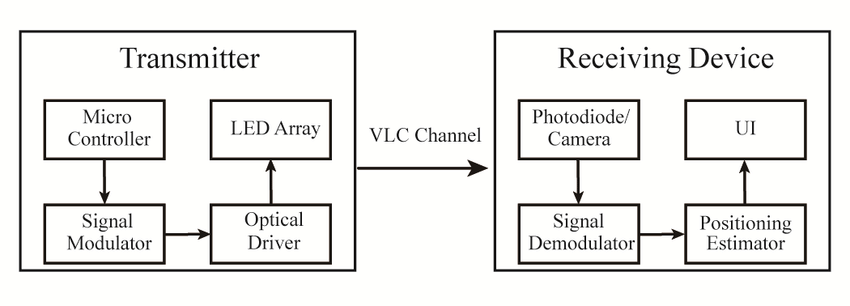 Transmitter
Micro
Controller
LED Array
Signal
Modulator
Optical
Driver
VLC Channel
Receiving Device
Photodiode/
Camera
UI
Signal
Demodulator
Positioning
Estimator